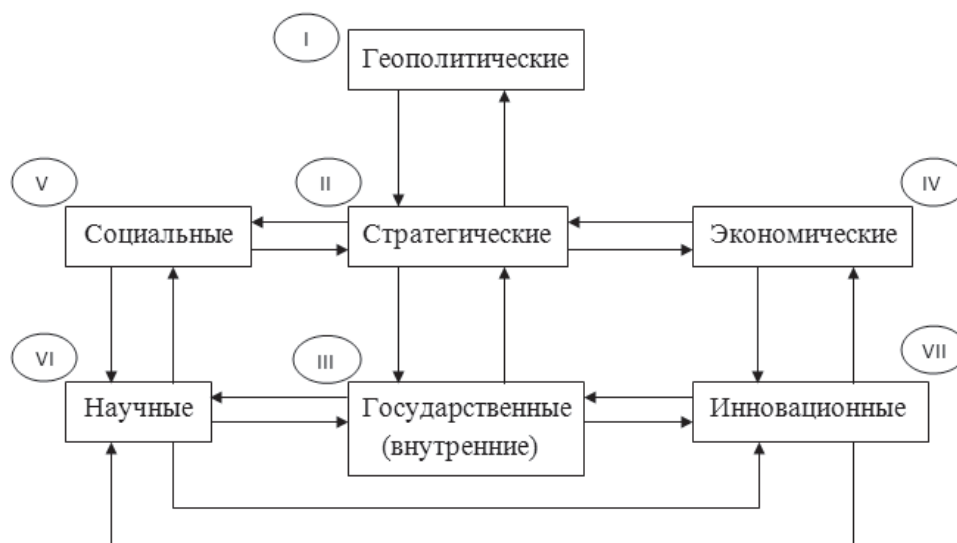 I
Геополитические
V
II
IV
Социальные
Стратегические
Экономические
VI
III
VII
Научные
Государственные
(внутренние)
Инновационные